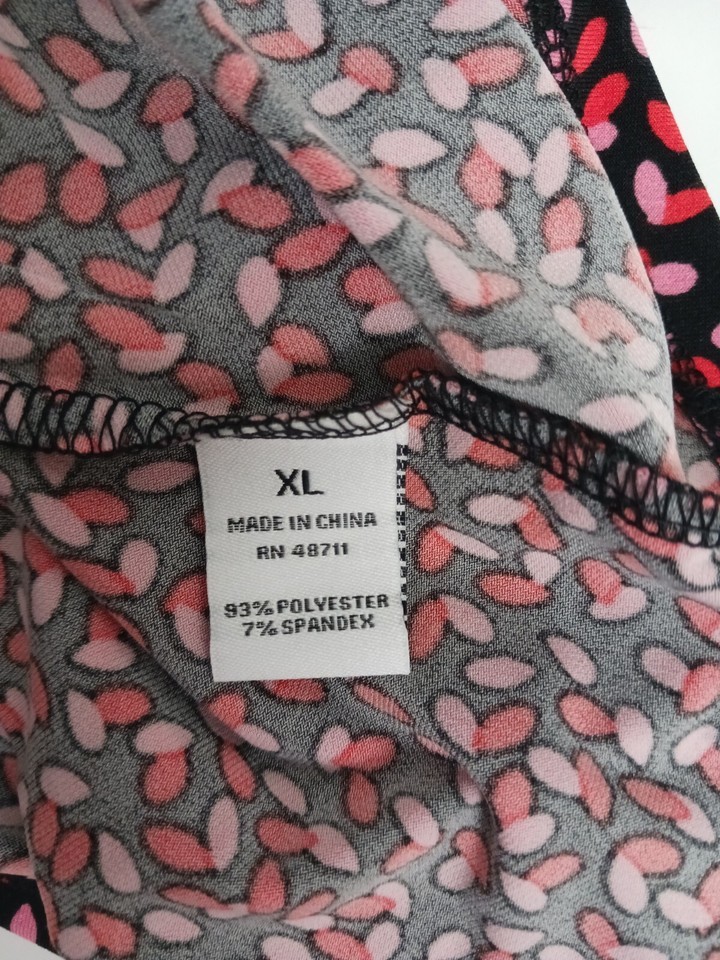 XL
MADE IN CHINA
RN 48711
93% POLYESTER
7% SPANDEX